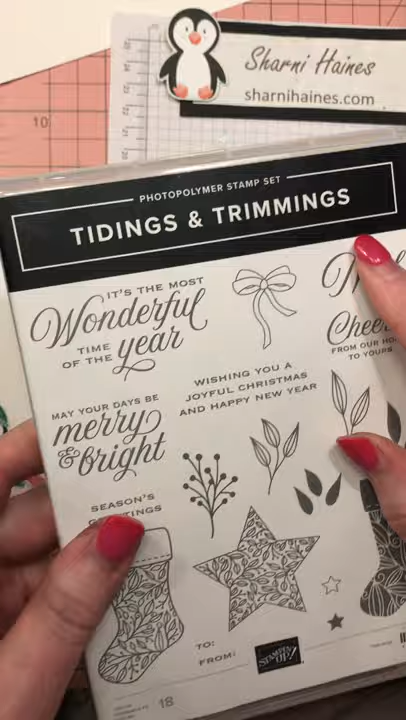 Sharni Haines
sharnihaines.com
10
PHOTOPOLYMER STAMP SET
TIDINGS & TRIMMINGS
IT'S THE MOST
Wonderful
TIME
OF THE year
FROM OUR HO
TO YOURS
WISHING YOU A
JOYFUL CHRISTMAS
AND HAPPY NEW YEAR
MAY YOUR DAYS BE
merry
& bright
SEASON'S
TO:
FROM:
STAMPIN' UP!
18